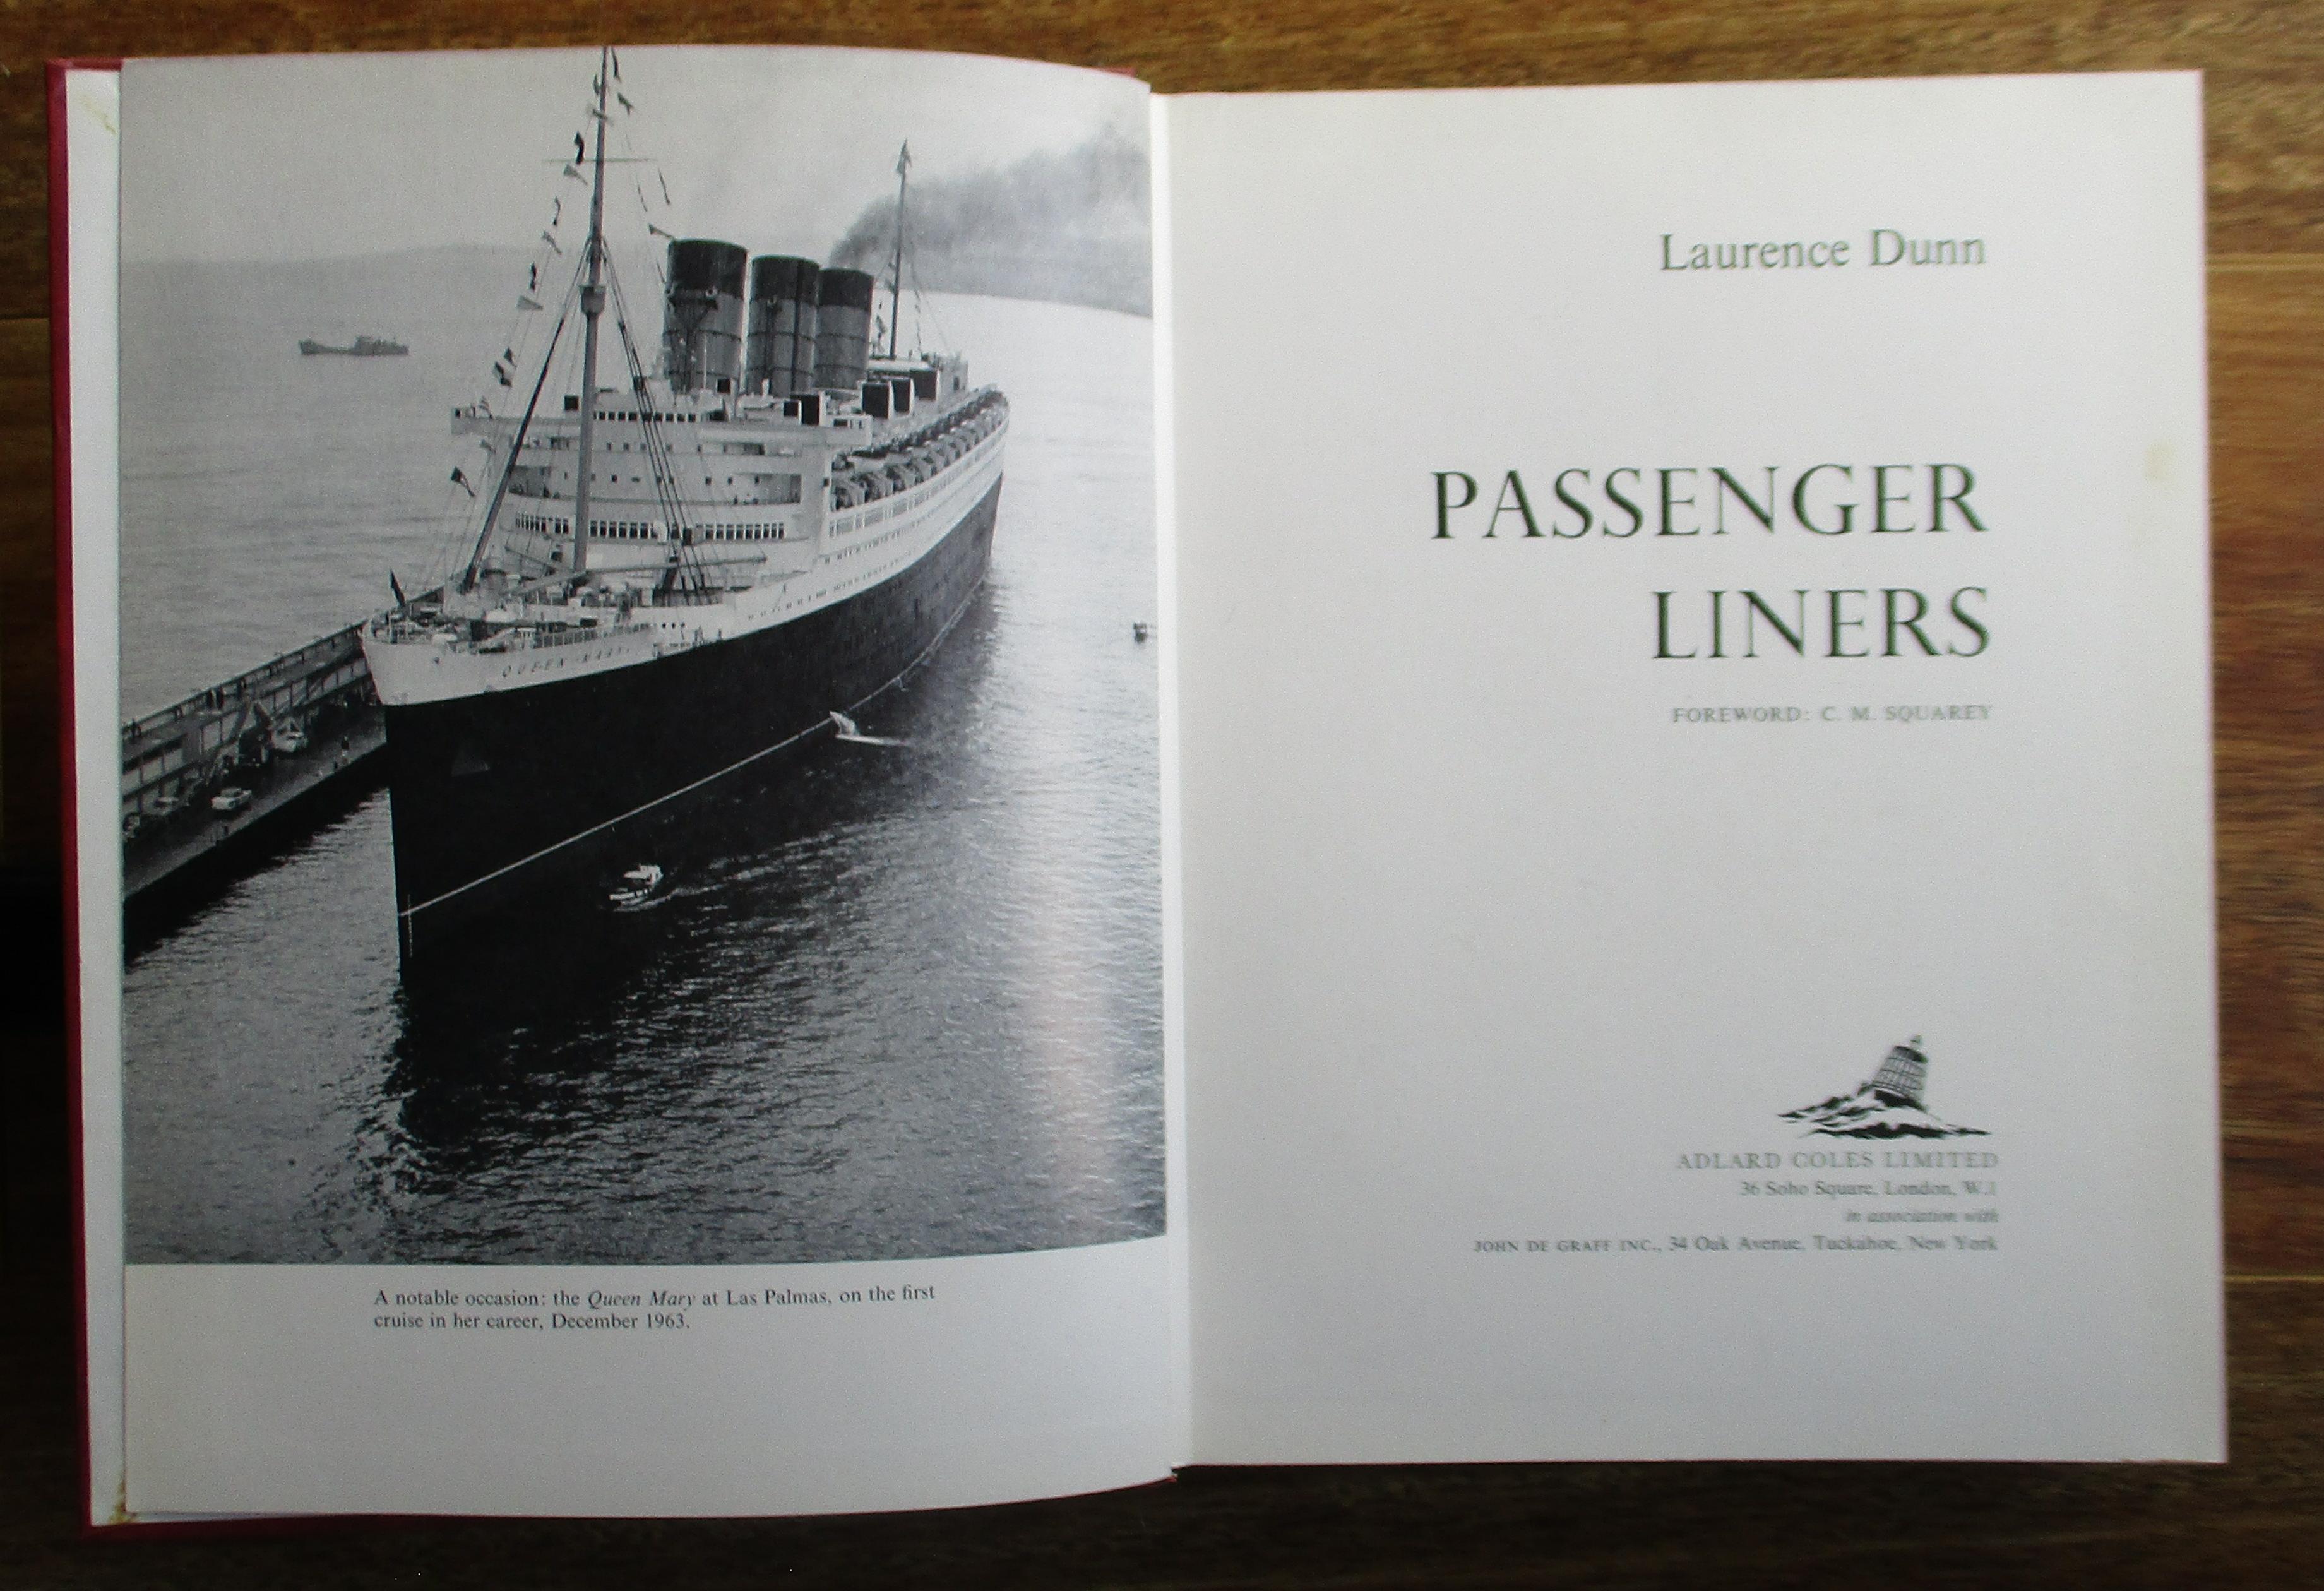 QUEEN MARY
A notable occasion: the Queen Mary at Las Palmas, on the first
cruise in her career, December 1963.
Laurence Dunn
PASSENGER
LINERS
FOREWORD: C. M. SQUAREY
ADLARD COLES LIMITED
36 Soho Square, London, W.1
in association with
JOHN DE GRAFF INC., 34 Oak Avenue, Tuckahoe, New York